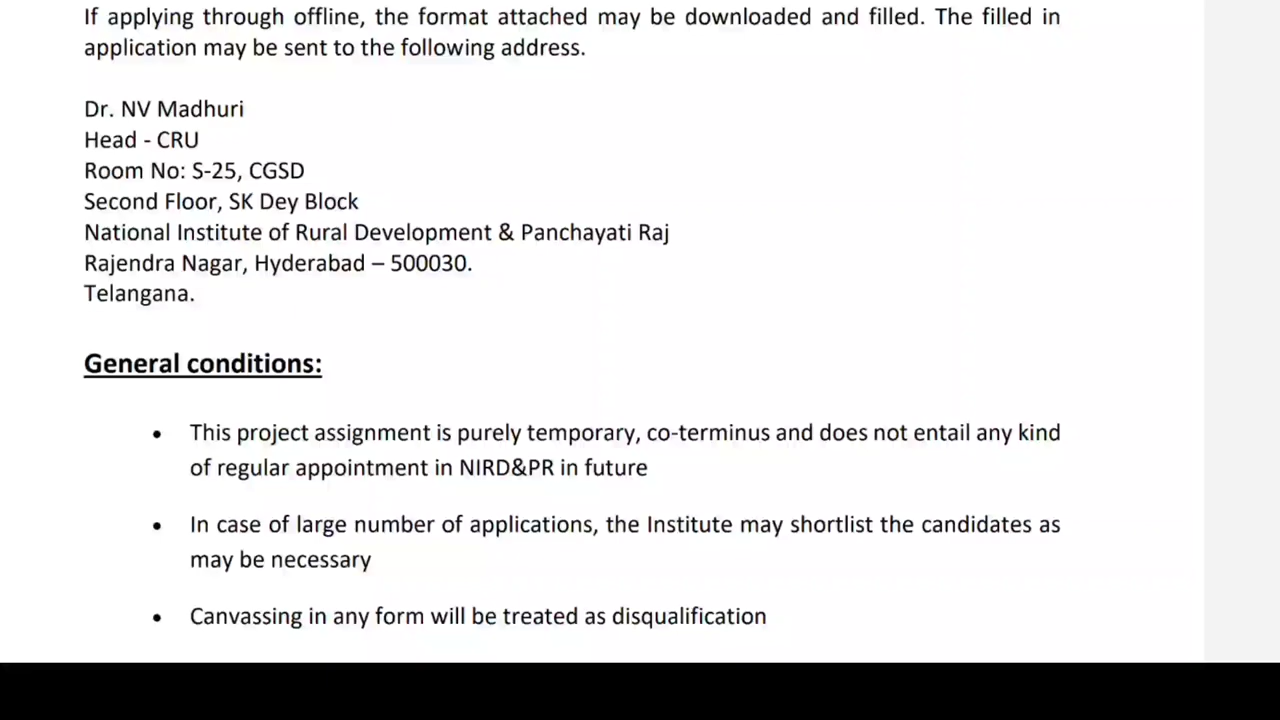 If applying through offline, the format attached may be downloaded and filled. The filled in
application may be sent to the following address.
Dr. NV Madhuri
Head - CRU
Room No: S-25, CGSD
Second Floor, SK Dey Block
National Institute of Rural Development & Panchayati Raj
Rajendra Nagar, Hyderabad – 500030.
Telangana.
General conditions:
• This project assignment is purely temporary, co-terminus and does not entail any kind
of regular appointment in NIRD&PR in future
• In case of large number of applications, the Institute may shortlist the candidates as
may be necessary
• Canvassing in any form will be treated as disqualification